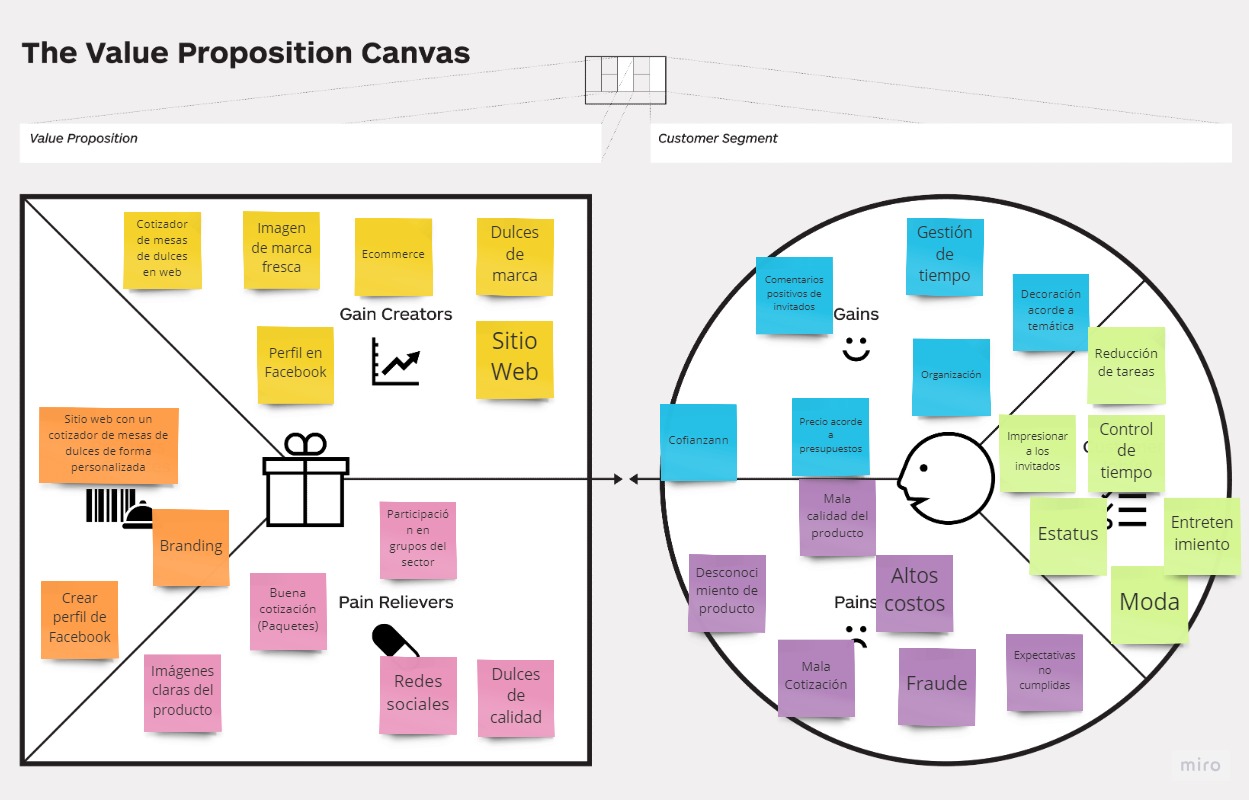 The Value Proposition Canvas
Value Proposition
Customer Segment
Cotizador
de mesas
de dulces
en web
Imagen
de marca
fresca
Ecommerce
Dulces
de
marca
Gain Creators
Perfil en
Facebook
Sitio
Web
Sitio web con un
cotizador de mesas de
dulces de forma
personalizada
Branding
Crear
perfil de
Facebook
Participació
n en
grupos del
sector
Buena
cotización
(Paquetes)
Pain Relievers
Imágenes
claras del
producto
Redes
sociales
Dulces
de
calidad
Gestión
de
tiempo
Comentarios
positivos de
invitados
Gains
Decoración
acorde a
temática
Organización
Cofianzann
Precio acorde
a
presupuestos
Reducción
de tareas
Impresionar
a los
invitados
Control
de
tiempo
Estatus
Entreten
imiento
Moda
Mala
calidad del
producto
Desconoci
miento de
producto
Altos
costos
Pains
Mala
Cotización
Fraude
Expectativas
no
cumplidas
miro